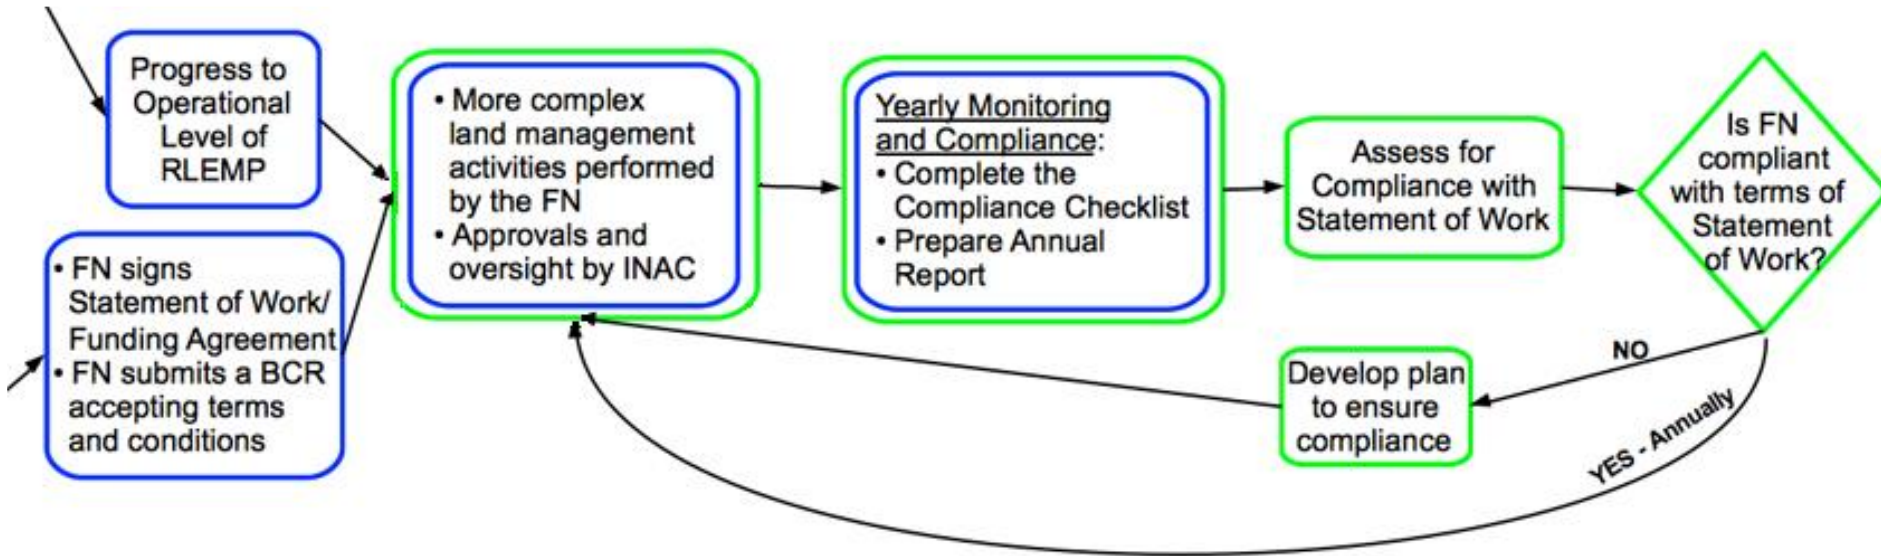 Progress to
Operational
Level of
RLEMP
• FN signs
Statement of Work/
Funding Agreement
• FN submits a BCR
accepting terms
and conditions
• More complex
land management
activities performed
by the FN
• Approvals and
oversight by INAC
Yearly Monitoring
and Compliance:
• Complete the
Compliance Checklist
• Prepare Annual
Report
Assess for
Compliance with
Statement of Work
Is FN
compliant
with terms of
Statement
of Work?
NO
Develop plan
to ensure
compliance
YES - Annually